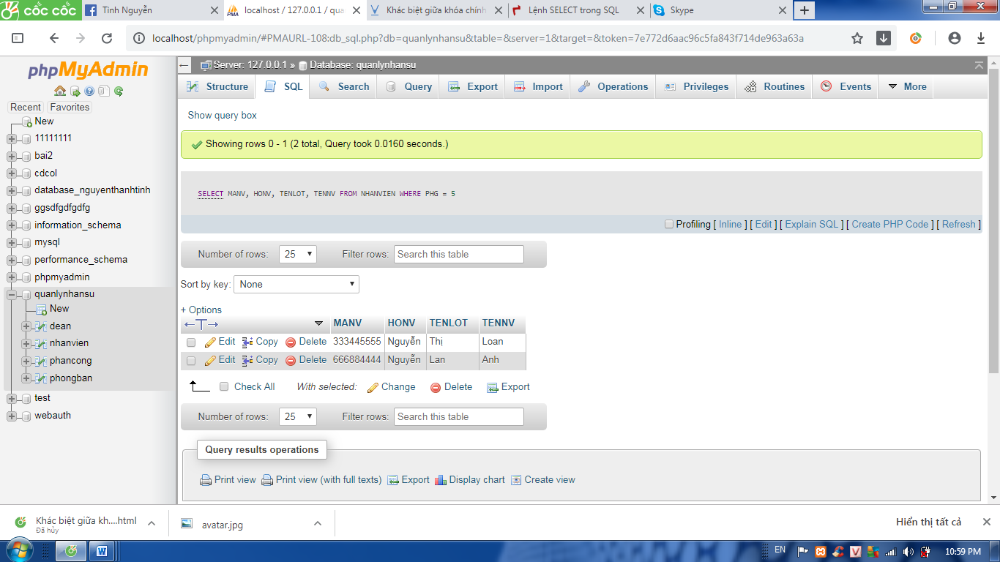 cốc cốc
Tinh Nguyễn
localhost / 127.0.0.1 / qua
Khác biệt giữa khóa chính
Lệnh SELECT trong SQL
Skype
localhost/phpmyadmin/#PMAURL-108:db_sql.php?db=quanlynhansu&table=&server=1&target=&token=7e772d6aac96c5fa843f714de963a63a
phpMyAdmin
Recent Favorites
New
11111111
bai2
cdcol
database_nguyenthanhtinh
ggsdfgdfgdfg
information_schema
mysql
performance_schema
phpmyadmin
quanlynhansu
New
dean
nhanvien
phancong
phongban
test
webauth
Server: 127.0.0.1 » Database: quanlynhansu
Structure SQL Search Query Export Import Operations Privileges Routines Events More
Show query box
Showing rows 0 - 1 (2 total, Query took 0.0160 seconds.)
SELECT MANV, HONV, TENLOT, TENNV FROM NHANVIEN WHERE PHG = 5
Profiling [ Inline ] [ Edit ] [ Explain SQL ] [ Create PHP Code ] [ Refresh ]
Number of rows: 25 Filter rows: Search this table
Sort by key: None
+ Options
MANV HONV TENLOT TENNV
Edit Copy Delete 333445555 Nguyễn Thị Loan
Edit Copy Delete 666884444 Nguyễn Lan Anh
Check All With selected: Change Delete Export
Number of rows: 25 Filter rows: Search this table
Query results operations
Print view Print view (with full texts) Export Display chart Create view
Khác biệt giữa kh....html
Đã hủy
avatar.jpg
Hiển thị tất cả
EN
10:59 PM